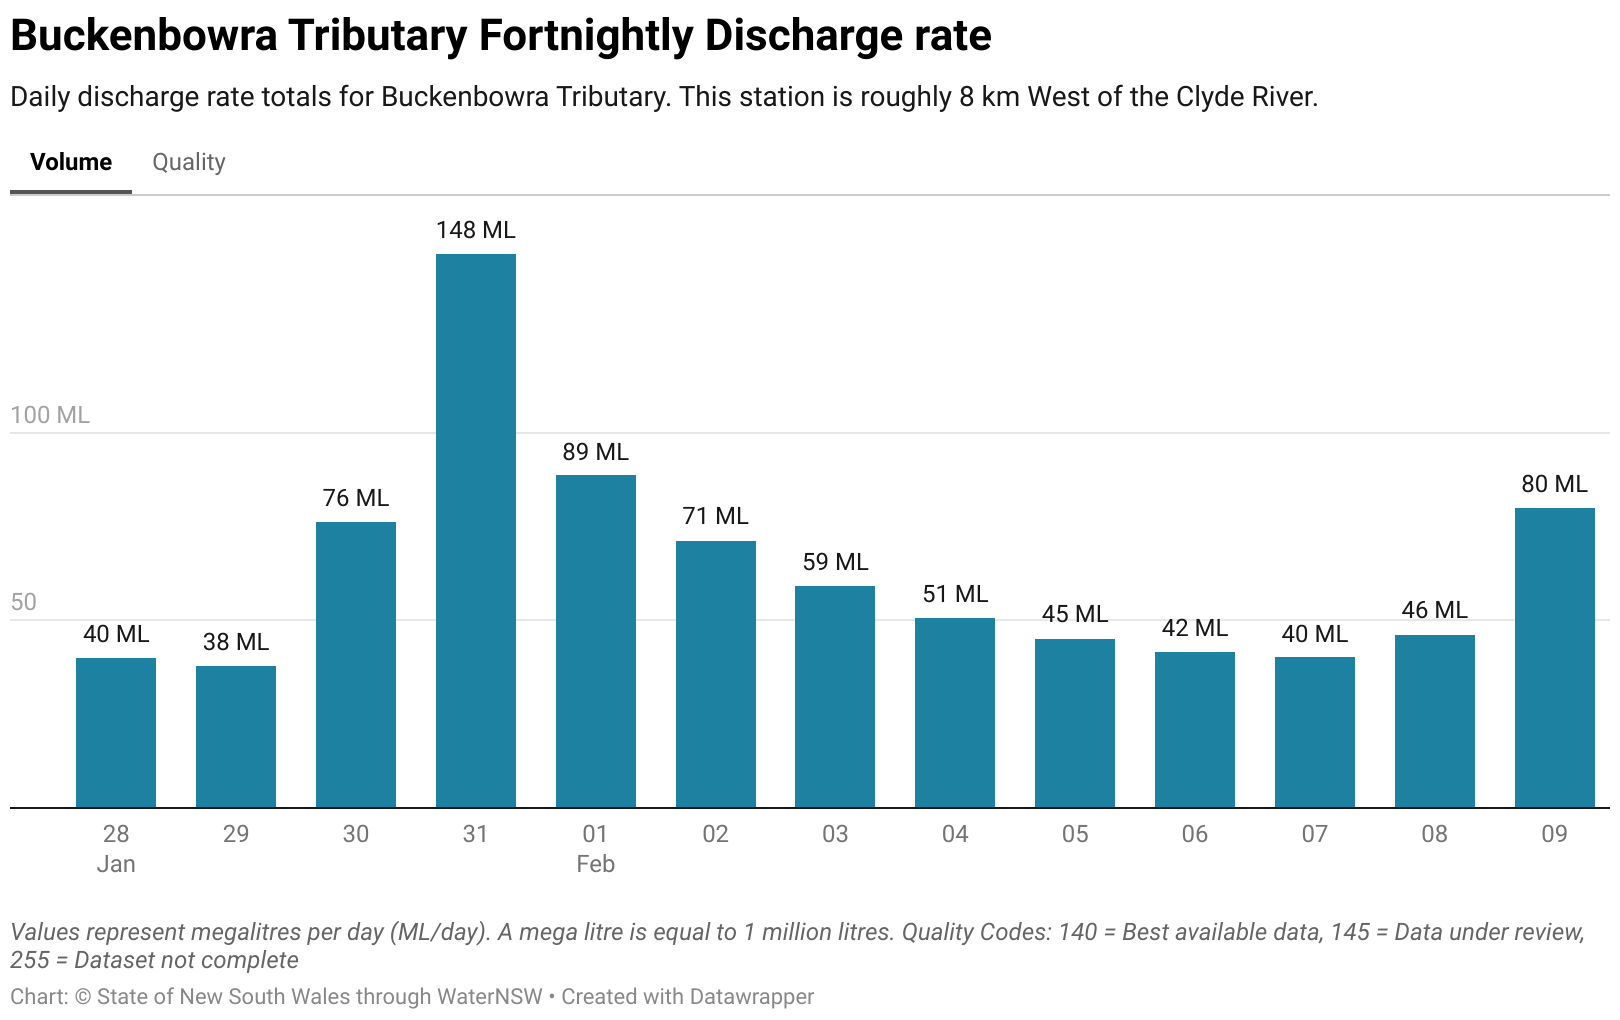 Buckenbowra Tributary Fortnightly Discharge rate
Daily discharge rate totals for Buckenbowra Tributary. This station is roughly 8 km West of the Clyde River.
Volume Quality
148 ML
100 ML
89 ML
80 ML
76 ML
71 ML
59 ML
51 ML
50
45 ML
46 ML
42 ML
40 ML
38 ML
40 ML
28 29 30 31 01 02 03 04 05 06 07 08 09
Jan Feb
Values represent megalitres per day (ML/day). A mega litre is equal to 1 million litres. Quality Codes: 140 = Best available data, 145 = Data under review,
255 = Dataset not complete
Chart: © State of New South Wales through WaterNSW • Created with Datawrapper